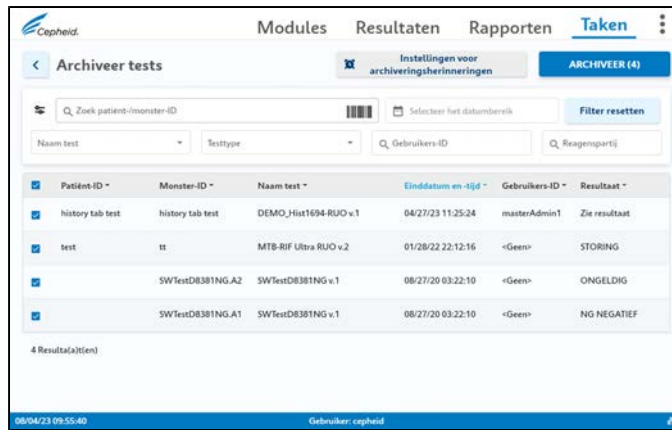 Cepheid.
Modules Resultaten Rapporten Taken
Archiveer tests
Instellingen voor
archiveringsherinneringen
ARCHIVEER (4)
Zoek patiënt-/monster-ID
Selecteer het datumbereik
Filter resetten
Naam test
Testtype
Gebruikers-ID
Reagenspartij
Patiënt-ID Monster-ID Naam test Einddatum en -tijd Gebruikers-ID Resultaat
history tab test history tab test DEMO_Hist1694-RUO v.1 04/27/23 11:25:24 masterAdmin1 Zie resultaat
test tt MTB-RIF Ultra RUO v.2 01/28/22 22:12:16 <Geen> STORING
SWTestD8381NG.A2 SWTestD8381NG v.1 08/27/20 03:22:10 <Geen> ONGELDIG
SWTestD8381NG.A1 SWTestD8381NG v.1 08/27/20 03:22:10 <Geen> NG NEGATIEF
4 Resulta(a)t(en)
08/04/23 09:55:40 Gebruiker: cepheid